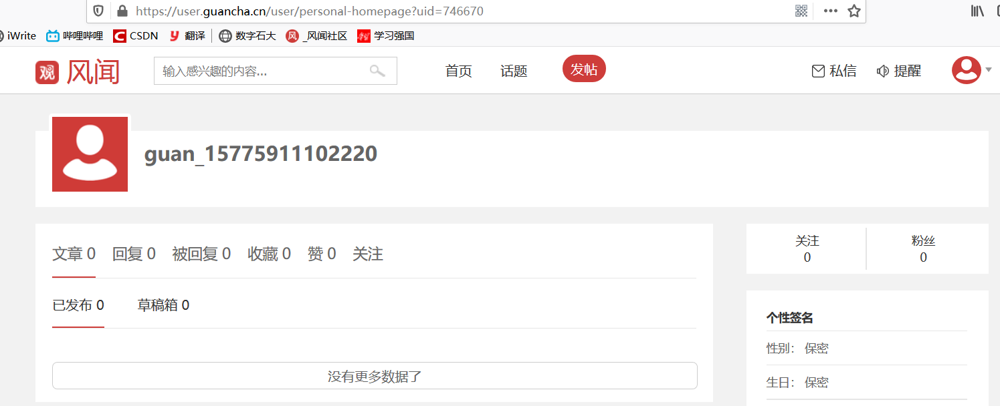 https://user.guancha.cn/user/personal-homepage?uid=746670
iWrite 哔哩哔哩 CSDN 翻译 数字石大 _风闻社区 学习强国
观 风闻 输入感兴趣的内容... 首页 话题 发帖 私信 提醒
guan_15775911102220
文章 0 回复 0 被回复 0 收藏 0 赞 0 关注
关注 粉丝
0 0
已发布 0 草稿箱 0
没有更多数据了
个性签名
性别： 保密
生日： 保密